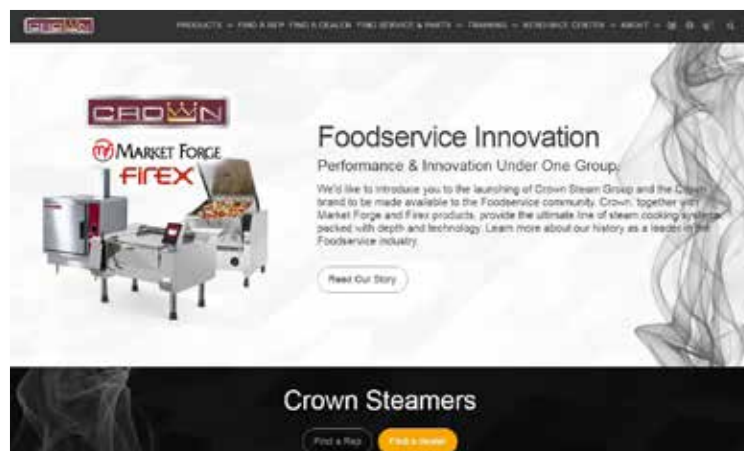 CROWN
PRODUCTS FIND A REP FIND A DEALER FIND SERVICE & PARTS TRAINING RESOURCE CENTER ABOUT
CROWN
MARKET FORGE
FIREX
Foodservice Innovation
Performance & Innovation Under One Group.
We'd like to introduce you to the launching of Crown Steam Group and the Crown
brand to be made available to the Foodservice community. Crown, together with
Market Forge and Firex products, provide the ultimate line of steam cooking systems
packed with depth and technology. Learn more about our history as a leader in the
Foodservice industry.
Read Our Story
Crown Steamers
Find a Rep Find a dealer